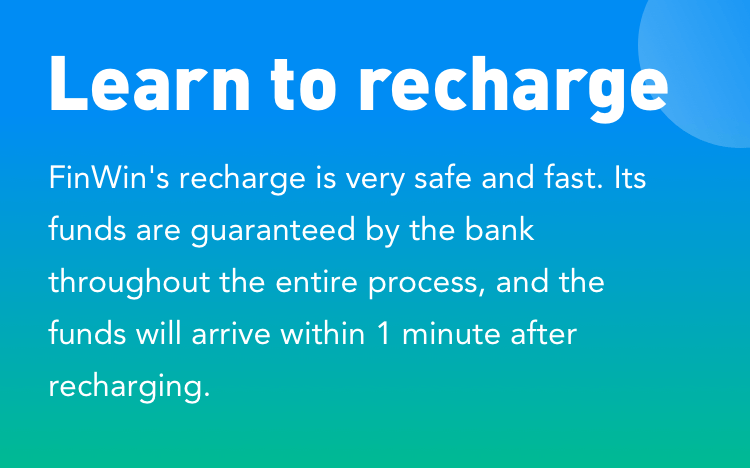 Learn to recharge
FinWin's recharge is very safe and fast. Its
funds are guaranteed by the bank
throughout the entire process, and the
funds will arrive within 1 minute after
recharging.